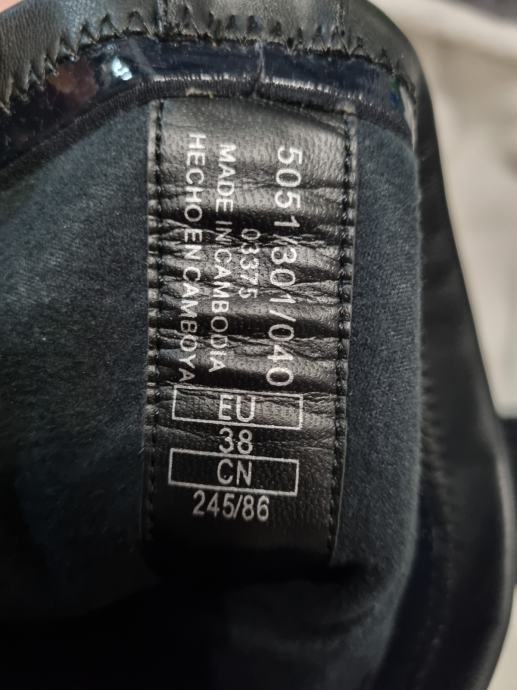 5051/301/040
03375
MADE IN CAMBODIA
HECHO EN CAMBOYA
EU
38
CN
245/86